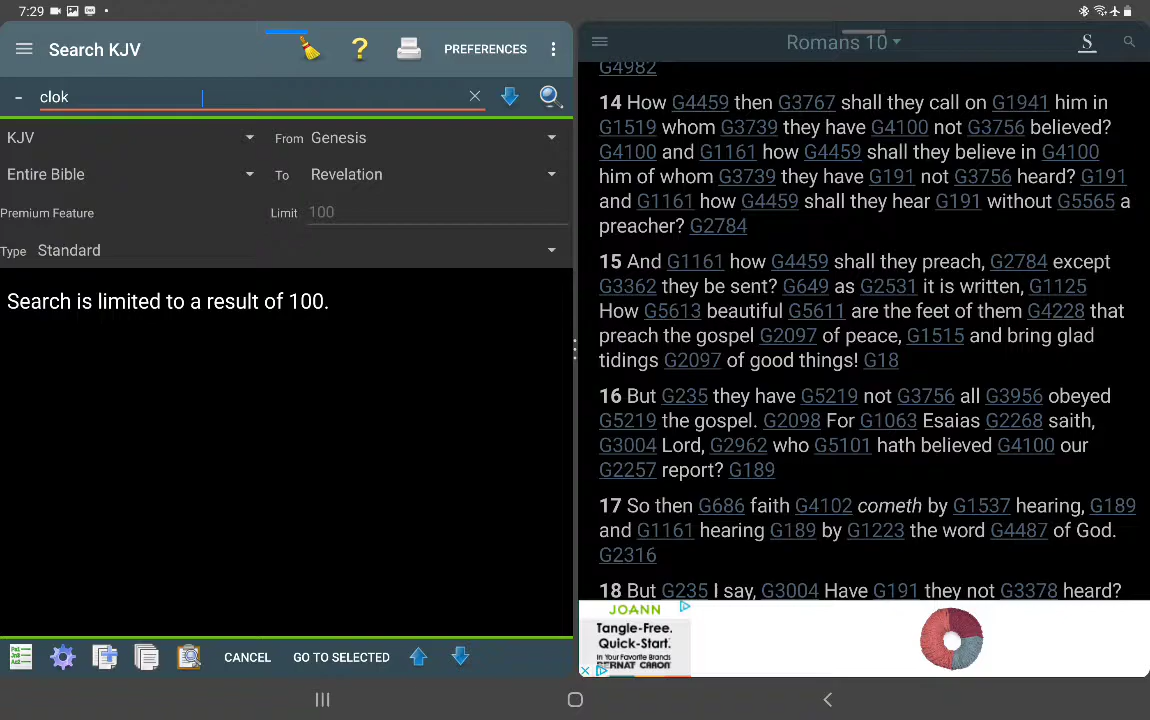 7:29
Search KJV
PREFERENCES
clok
KJV
From Genesis
Entire Bible
To Revelation
Premium Feature
Limit 100
Type Standard
Search is limited to a result of 100.
CANCEL
GO TO SELECTED
Romans 10
S
G4982
14 How G4459 then G3767 shall they call on G1941 him in
G1519 whom G3739 they have G4100 not G3756 believed?
G4100 and G1161 how G4459 shall they believe in G4100
him of whom G3739 they have G191 not G3756 heard? G191
and G1161 how G4459 shall they hear G191 without G5565 a
preacher? G2784
15 And G1161 how G4459 shall they preach, G2784 except
G3362 they be sent? G649 as G2531 it is written, G1125
How G5613 beautiful G5611 are the feet of them G4228 that
preach the gospel G2097 of peace, G1515 and bring glad
tidings G2097 of good things! G18
16 But G235 they have G5219 not G3756 all G3956 obeyed
G5219 the gospel. G2098 For G1063 Esaias G2268 saith,
G3004 Lord, G2962 who G5101 hath believed G4100 our
G2257 report? G189
17 So then G686 faith G4102 cometh by G1537 hearing, G189
and G1161 hearing G189 by G1223 the word G4487 of God.
G2316
18 But G235 I say, G3004 Have G191 they not G3378 heard?
JOANN
Tangle-Free.
Quick-Start.
In Your Favorite Brands
BERNAT CARON